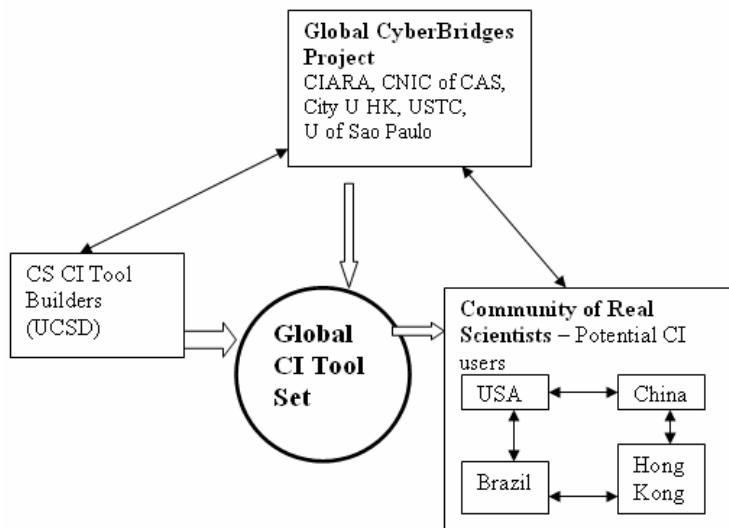 Global CyberBridges
Project
CIARA, CNIC of CAS,
City U HK, USTC,
U of Sao Paulo
CS CI Tool
Builders
(UCSD)
Global
CI Tool
Set
Community of Real
Scientists – Potential CI
users
USA
China
Brazil
Hong
Kong